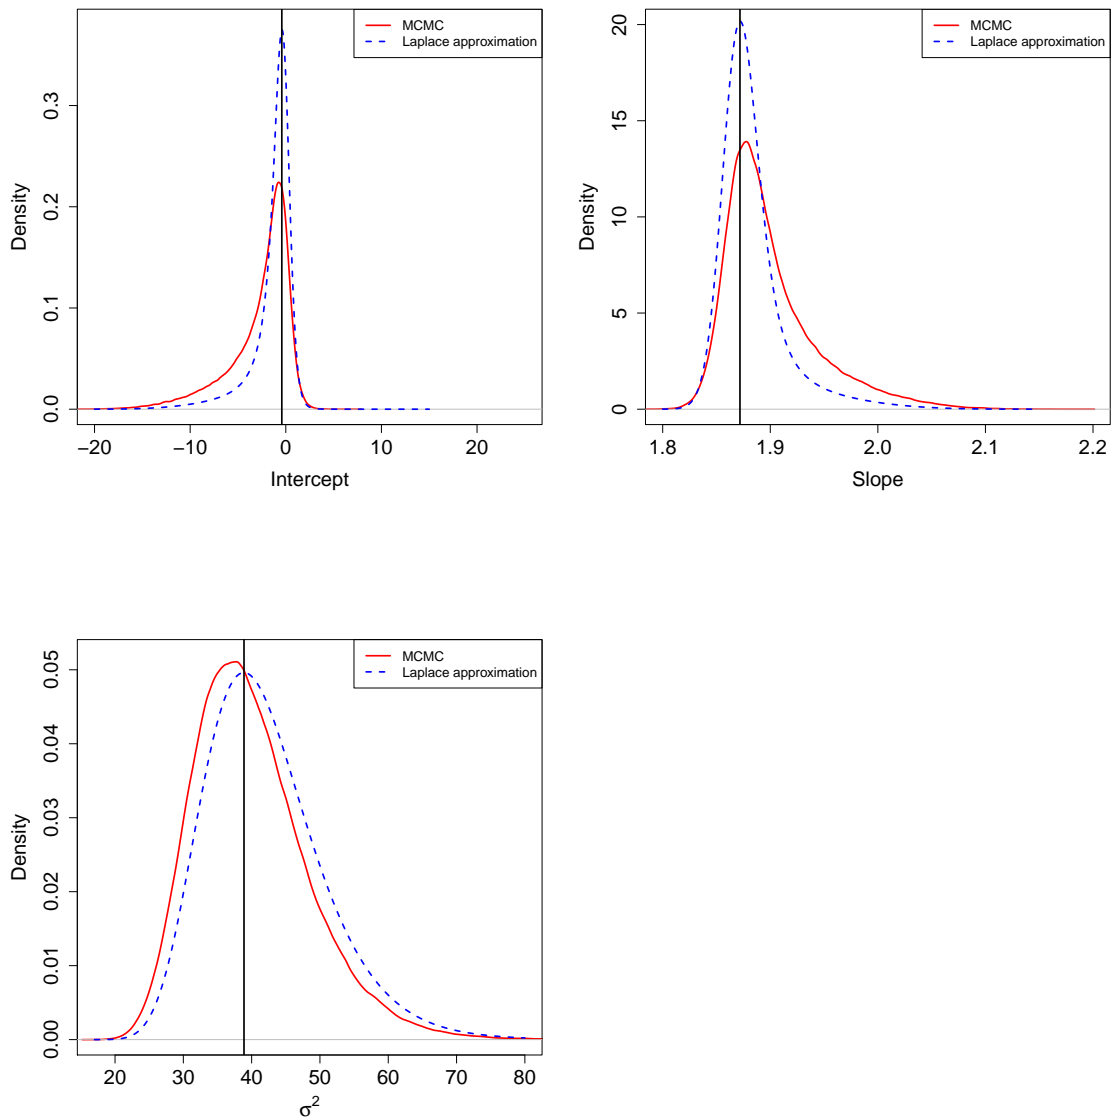 MCMC
Laplace approximation
Density
0.0 0.1 0.2 0.3
−20 −10 0 10 20
Intercept
MCMC
Laplace approximation
Density
0 5 10 15 20
1.8 1.9 2.0 2.1 2.2
Slope
MCMC
Laplace approximation
Density
0.00 0.01 0.02 0.03 0.04 0.05
20 30 40 50 60 70 80
σ²